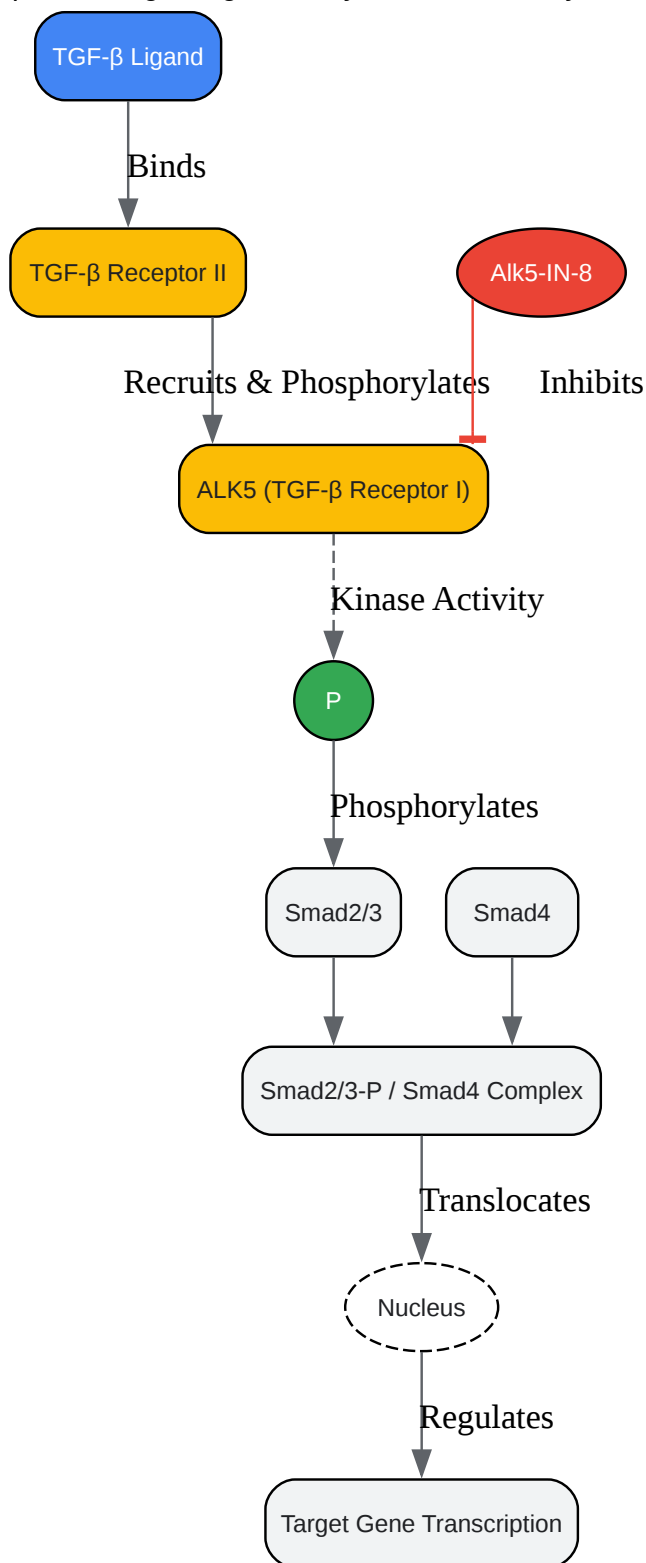 TGF-β Ligand
Binds
TGF-β Receptor II
Alk5-IN-8
Recruits & Phosphorylates
Inhibits
ALK5 (TGF-β Receptor I)
Kinase Activity
P
Phosphorylates
Smad2/3
Smad4
Smad2/3-P / Smad4 Complex
Translocates
Nucleus
Regulates
Target Gene Transcription